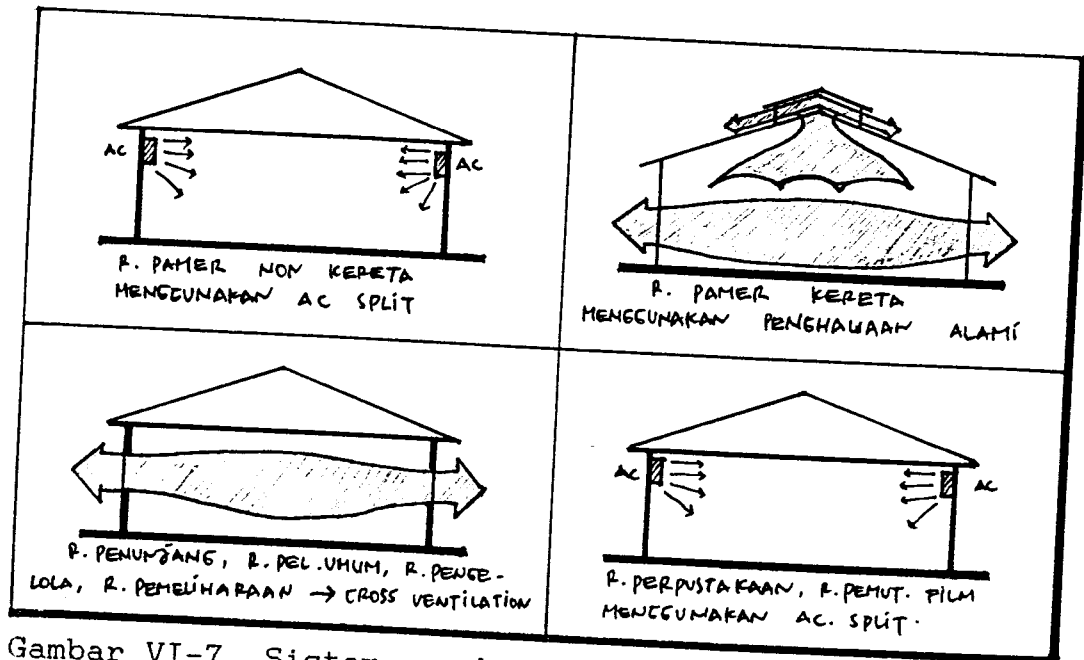 AC
AC
R. PAMER NON KERETA
MENGGUNAKAN AC SPLIT
R. PAMER KERETA
MENGGUNAKAN PENGHAWAAN ALAMI
R. PENUNJANG, R. PEL. UMUM, R. PENGE-
LOLA, R. PEMELIHARAAN → CROSS VENTILATION
AC
AC
R. PERPUSTAKAAN, R. PEMUT. FILM
MENGGUNAKAN AC. SPLIT.
Gambar VI-7 Sistem